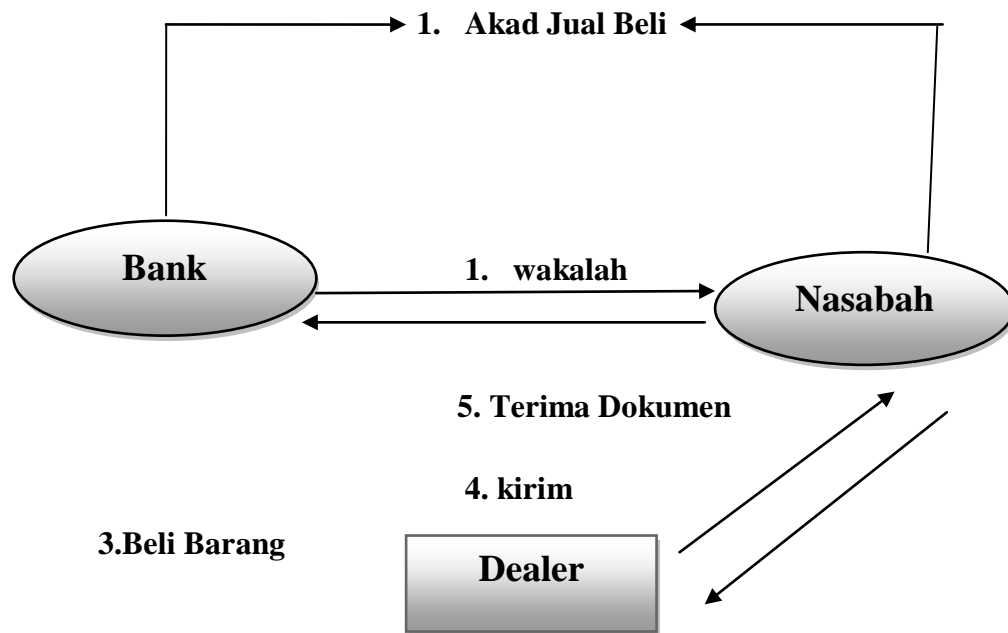 1. Akad Jual Beli
Bank
1. wakalah
Nasabah
5. Terima Dokumen
4. kirim
3.Beli Barang
Dealer